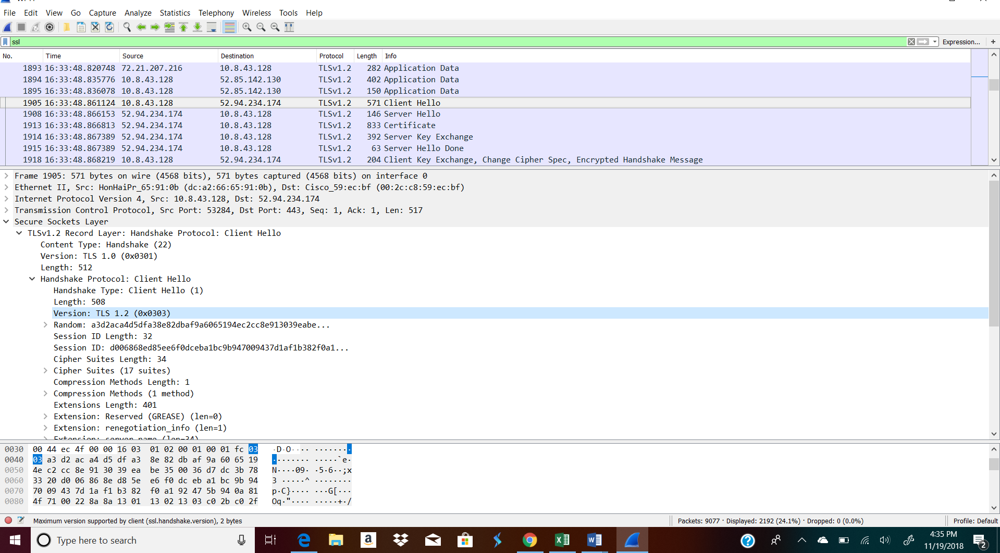 File Edit View Go Capture Analyze Statistics Telephony Wireless Tools Help
ssl Expression... +
No. Time Source Destination Protocol Length Info
1893 16:33:48.820748 72.21.207.216 10.8.43.128 TLSv1.2 282 Application Data
1894 16:33:48.835776 10.8.43.128 52.85.142.130 TLSv1.2 402 Application Data
1895 16:33:48.836078 10.8.43.128 52.85.142.130 TLSv1.2 150 Application Data
1905 16:33:48.861124 10.8.43.128 52.94.234.174 TLSv1.2 571 Client Hello
1908 16:33:48.866153 52.94.234.174 10.8.43.128 TLSv1.2 146 Server Hello
1913 16:33:48.866813 52.94.234.174 10.8.43.128 TLSv1.2 833 Certificate
1914 16:33:48.867389 52.94.234.174 10.8.43.128 TLSv1.2 392 Server Key Exchange
1915 16:33:48.867389 52.94.234.174 10.8.43.128 TLSv1.2 63 Server Hello Done
1918 16:33:48.868219 10.8.43.128 52.94.234.174 TLSv1.2 204 Client Key Exchange, Change Cipher Spec, Encrypted Handshake Message
Frame 1905: 571 bytes on wire (4568 bits), 571 bytes captured (4568 bits) on interface 0
Ethernet II, Src: HonHaiPr_65:91:0b (dc:a2:66:65:91:0b), Dst: Cisco_59:ec:bf (00:2c:c8:59:ec:bf)
Internet Protocol Version 4, Src: 10.8.43.128, Dst: 52.94.234.174
Transmission Control Protocol, Src Port: 53284, Dst Port: 443, Seq: 1, Ack: 1, Len: 517
Secure Sockets Layer
TLSv1.2 Record Layer: Handshake Protocol: Client Hello
Content Type: Handshake (22)
Version: TLS 1.0 (0x0301)
Length: 512
Handshake Protocol: Client Hello
Handshake Type: Client Hello (1)
Length: 508
Version: TLS 1.2 (0x0303)
Random: a3d2aca4d5dfa38e82dbaf9a6065194ec2cc8e913039eabe...
Session ID Length: 32
Session ID: d006868ed85ee6f0dceba1bc9b947009437d1af1b382f0a1...
Cipher Suites Length: 34
Cipher Suites (17 suites)
Compression Methods Length: 1
Compression Methods (1 method)
Extensions Length: 401
Extension: Reserved (GREASE) (len=0)
Extension: renegotiation_info (len=1)
Extension: server_name (len=34)
0030 00 44 ec 4f 00 00 16 03 01 02 00 01 00 01 fc 03 ·D·O···· ········
0040 03 a3 d2 ac a4 d5 df a3 8e 82 db af 9a 60 65 19 ········ ·····`e·
0050 4e c2 cc 8e 91 30 39 ea be 35 00 36 d7 dc 3b 78 N····09· ·5·6··;x
0060 33 20 d0 06 86 8e d8 5e e6 f0 dc eb a1 bc 9b 94 3 ·····^ ········
0070 70 09 43 7d 1a f1 b3 82 f0 a1 92 47 5b 94 0a 81 p·C}···· ···G[···
0080 4f 71 00 22 8a 8a 13 01 13 02 13 03 c0 2b c0 2f Oq·"···· ·····+·/
Maximum version supported by client (ssl.handshake.version), 2 bytes Packets: 9077 · Displayed: 2192 (24.1%) · Dropped: 0 (0.0%) Profile: Default
Type here to search 4:35 PM
11/19/2018 2